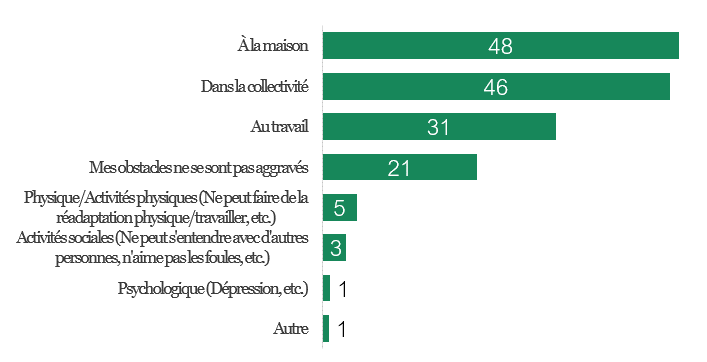 À la maison
48
Dans la collectivité
46
Au travail
31
Mes obstacles ne se sont pas aggravés
21
Physique/Activités physiques (Ne peut faire de la
réadaptation physique/travailler, etc.)
5
Activités sociales (Ne peut s'entendre avec d'autres
personnes, n'aime pas les foules, etc.)
3
Psychologique (Dépression, etc.)
1
Autre
1